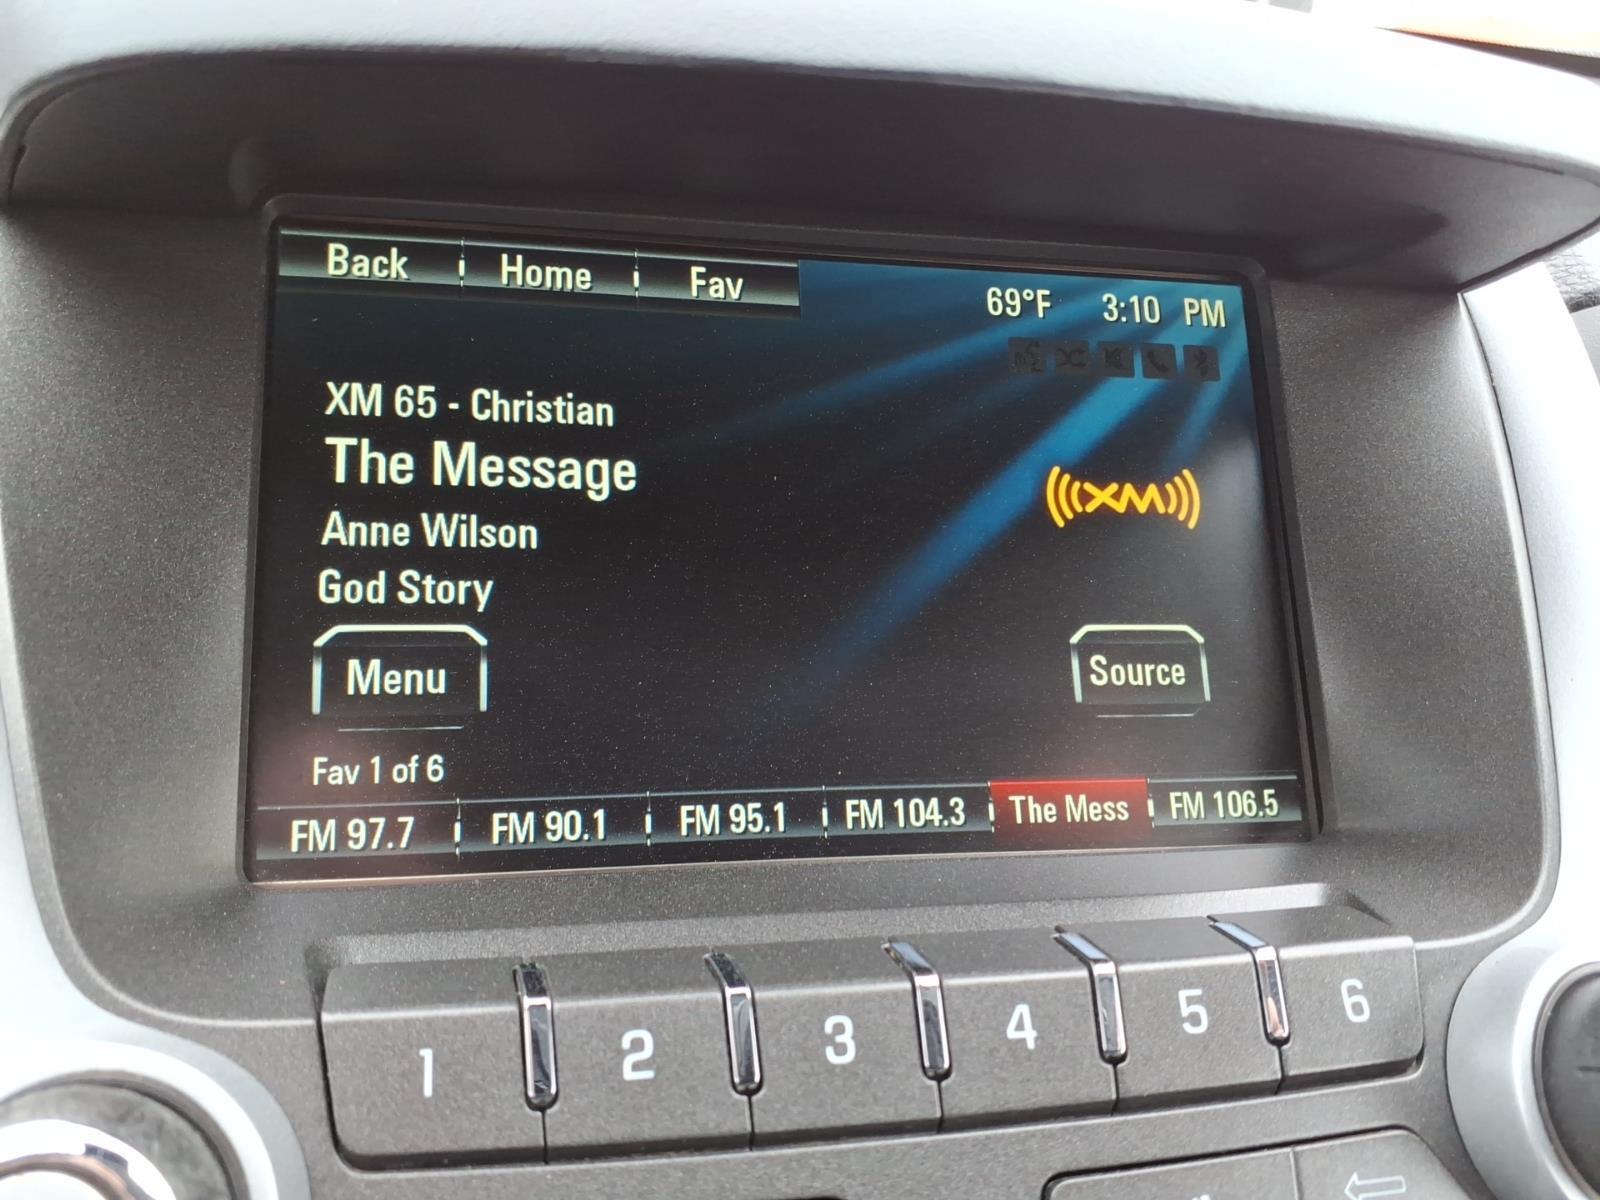 Back Home Fav
69°F 3:10 PM
XM 65 - Christian
The Message
((( XM )))
Anne Wilson
God Story
Menu Source
Fav 1 of 6
FM 97.7 FM 90.1 FM 95.1 FM 104.3 The Mess FM 106.5
1 2 3 4 5 6